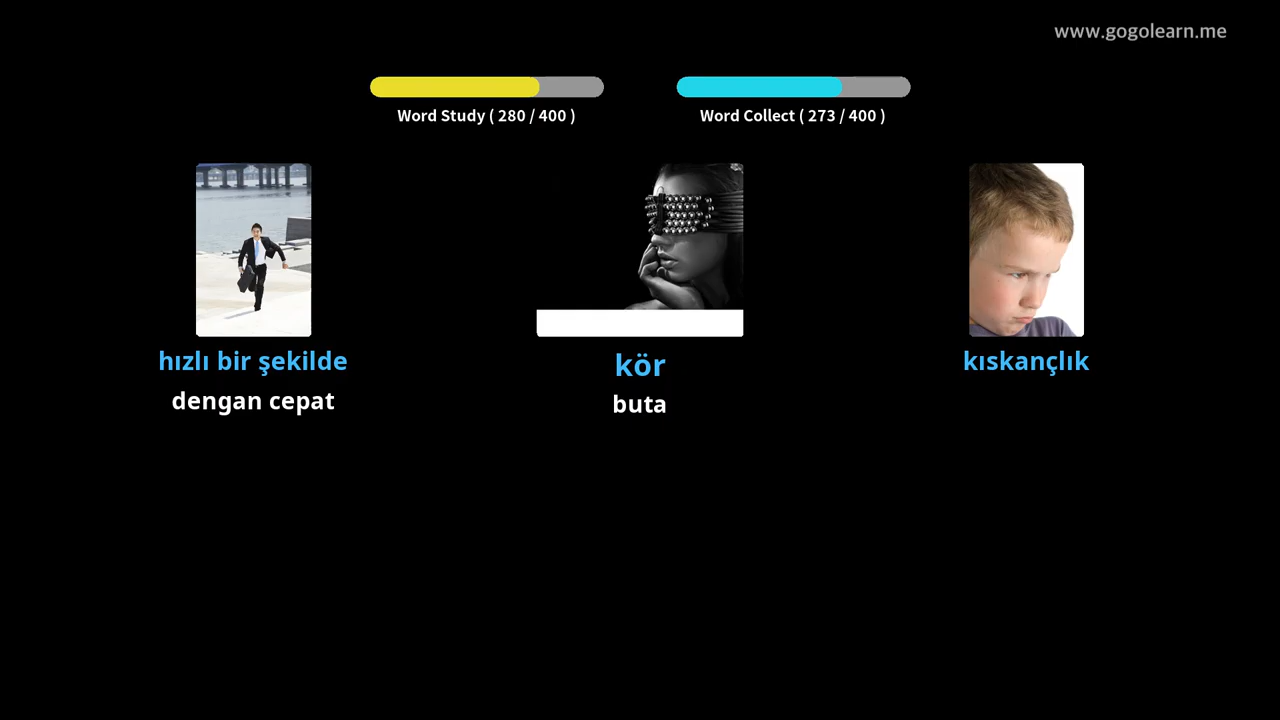 www.gogolearn.me
Word Study ( 280 / 400 )
Word Collect ( 273 / 400 )
hızlı bir şekilde
dengan cepat
kör
buta
kıskançlık